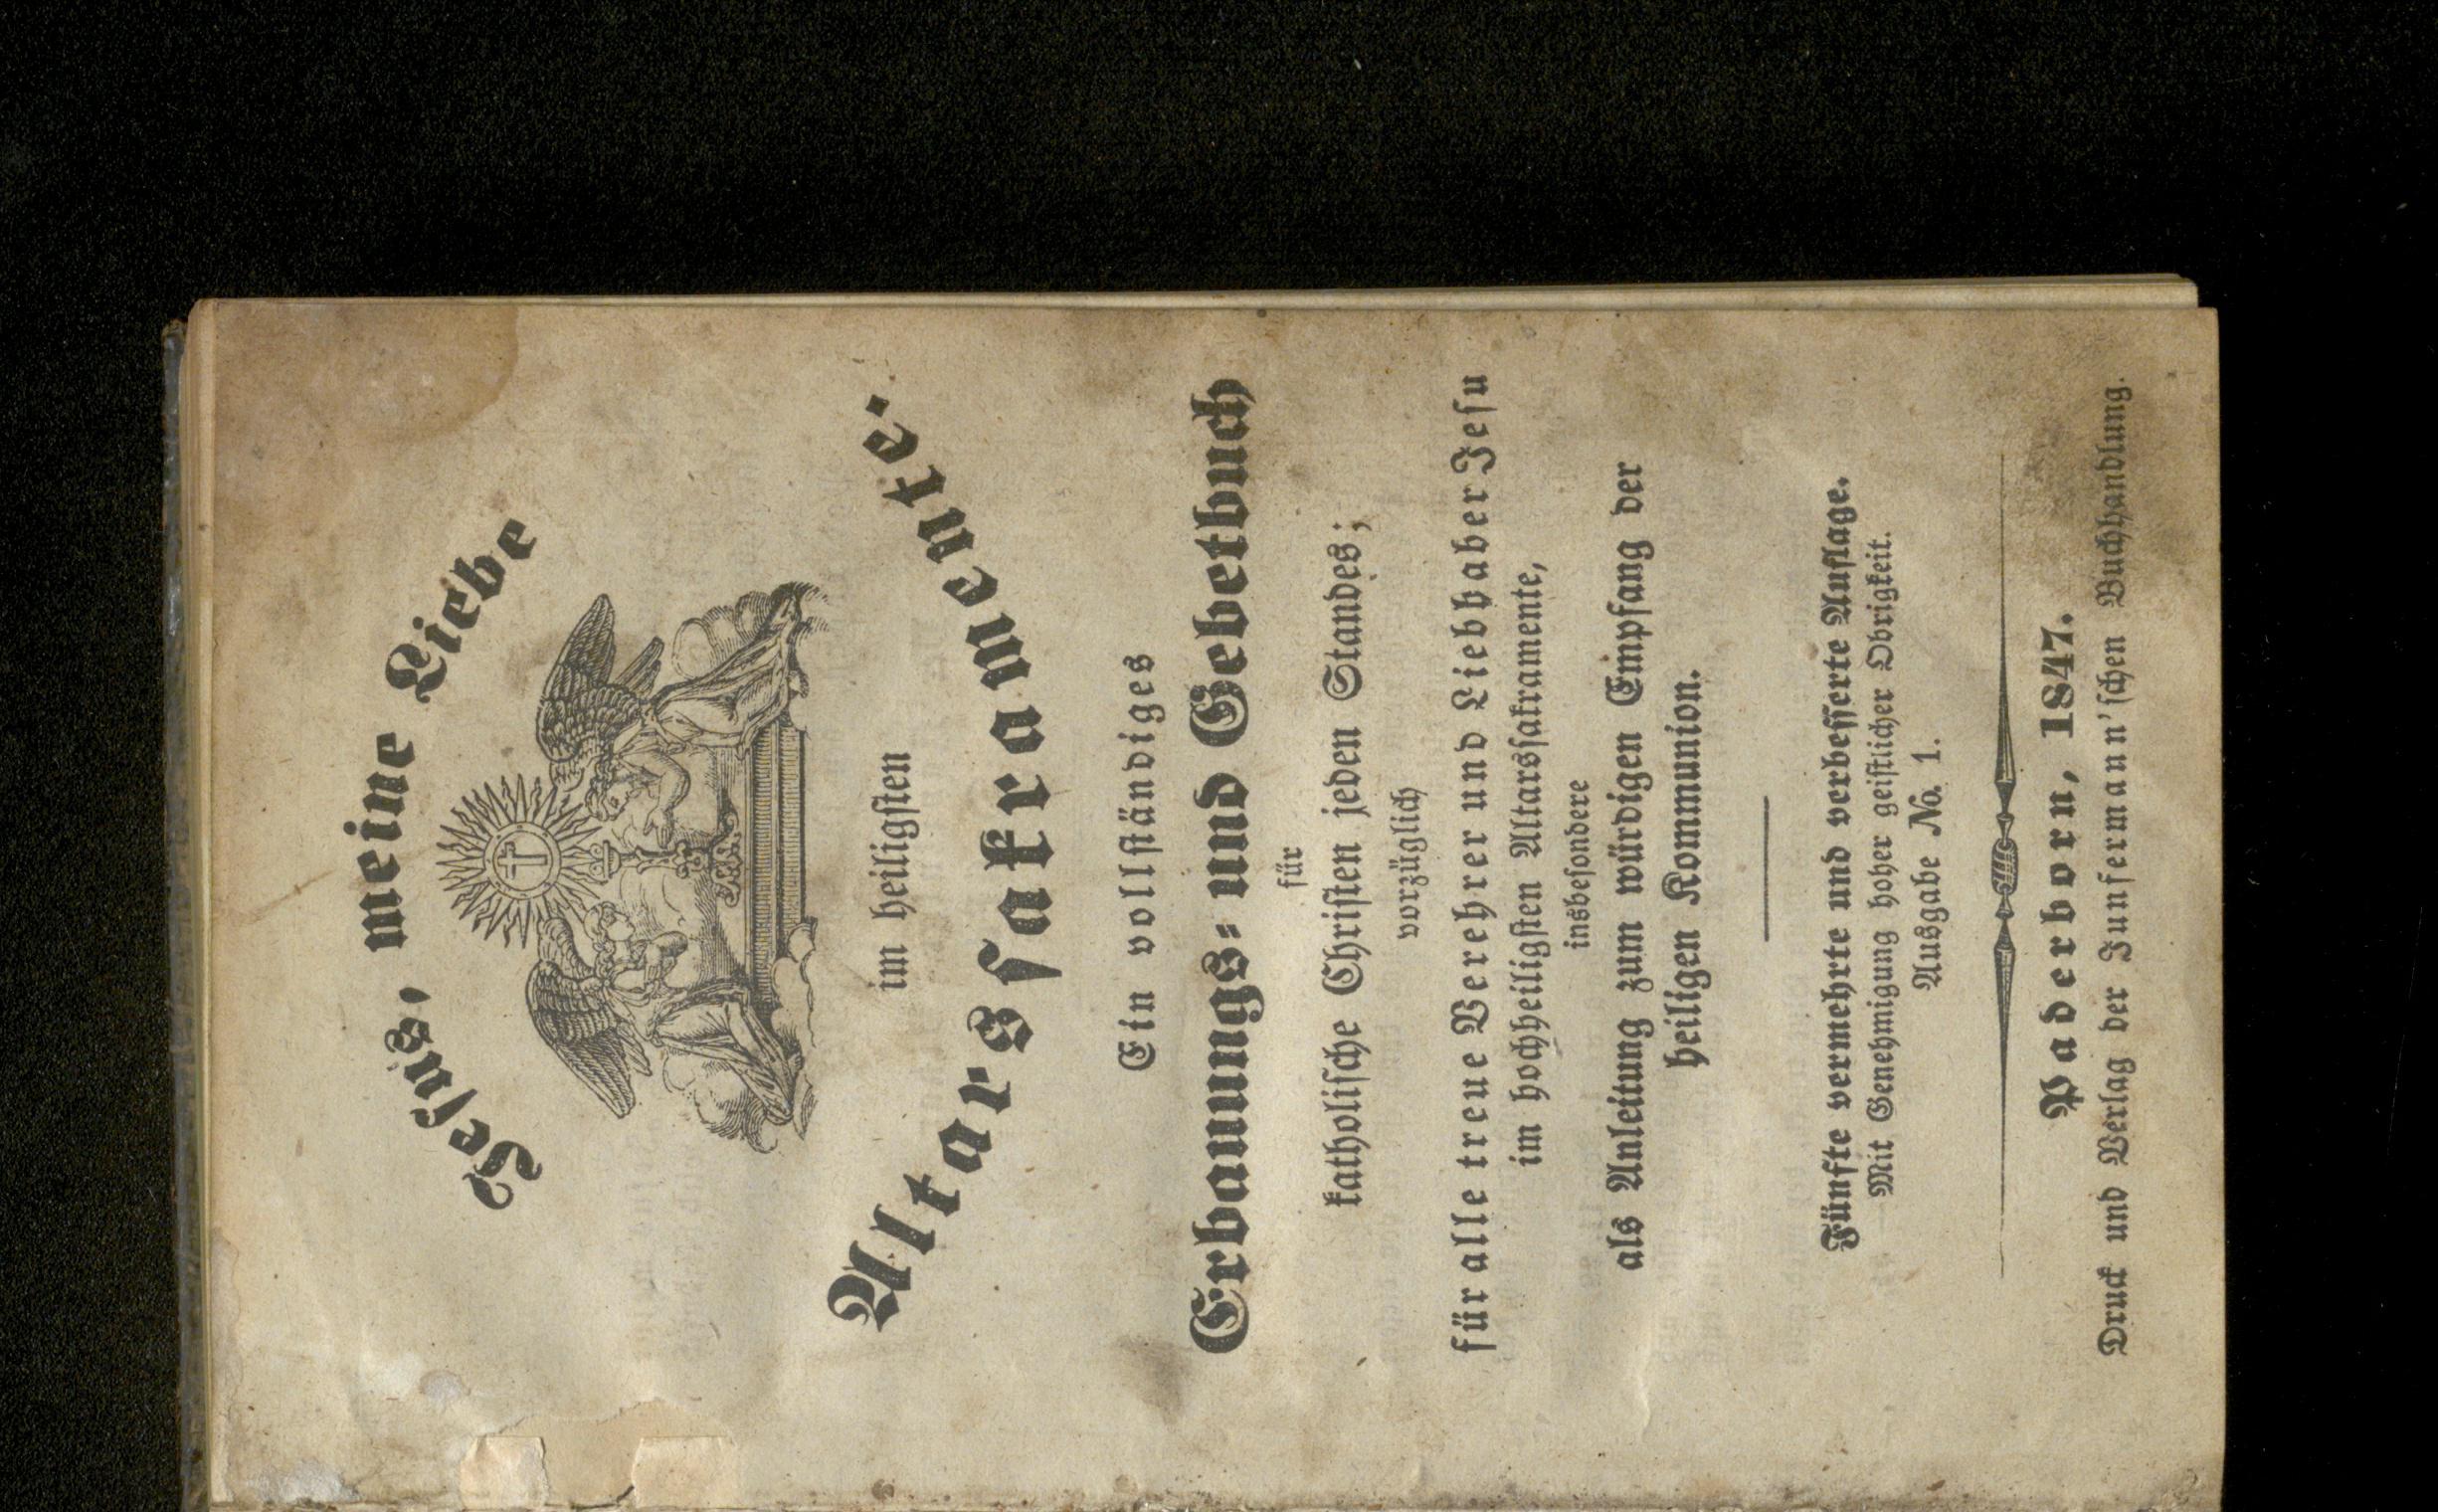 Jesus, meine Liebe
im heiligsten
Altarssakramente.
Ein vollständiges
Erbauungs- und Gebetbuch
für
katholische Christen jeden Standes;
vorzüglich
für alle treue Verehrer und Liebhaber Jesu
im hochheiligsten Altarssakramente,
insbesondere
als Anleitung zum würdigen Empfang der
heiligen Kommunion.
Fünfte vermehrte und verbesserte Auflage.
Mit Genehmigung hoher geistlicher Obrigkeit.
Ausgabe No. 1.
Paderborn, 1847.
Druck und Verlag der Junfermann'schen Buchhandlung.